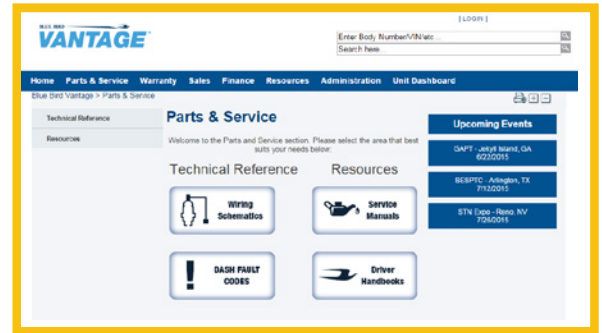 [LOGIN]
BLUE BIRD
VANTAGE
Enter Body Number/VIN/etc...
Search here...
Home Parts & Service Warranty Sales Finance Resources Administration Unit Dashboard
Blue Bird Vantage > Parts & Service
Technical Reference
Resources
Parts & Service
Welcome to the Parts and Service section. Please select the area that best
suits your needs below:
Technical Reference
Resources
Wiring
Schematics
Service
Manuals
DASH FAULT
CODES
Driver
Handbooks
Upcoming Events
GAPT - Jekyll Island, GA
6/22/2015
SESPTC - Arlington, TX
7/12/2015
STN Expo - Reno, NV
7/26/2015